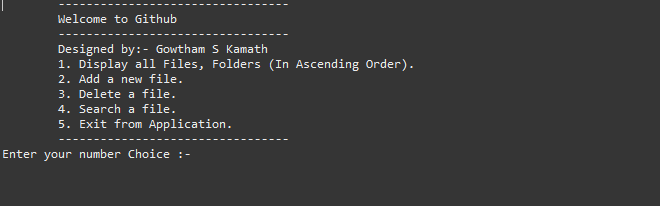 ---------------------------------
Welcome to Github
---------------------------------
Designed by:- Gowtham S Kamath
1. Display all Files, Folders (In Ascending Order).
2. Add a new file.
3. Delete a file.
4. Search a file.
5. Exit from Application.
---------------------------------
Enter your number Choice :-